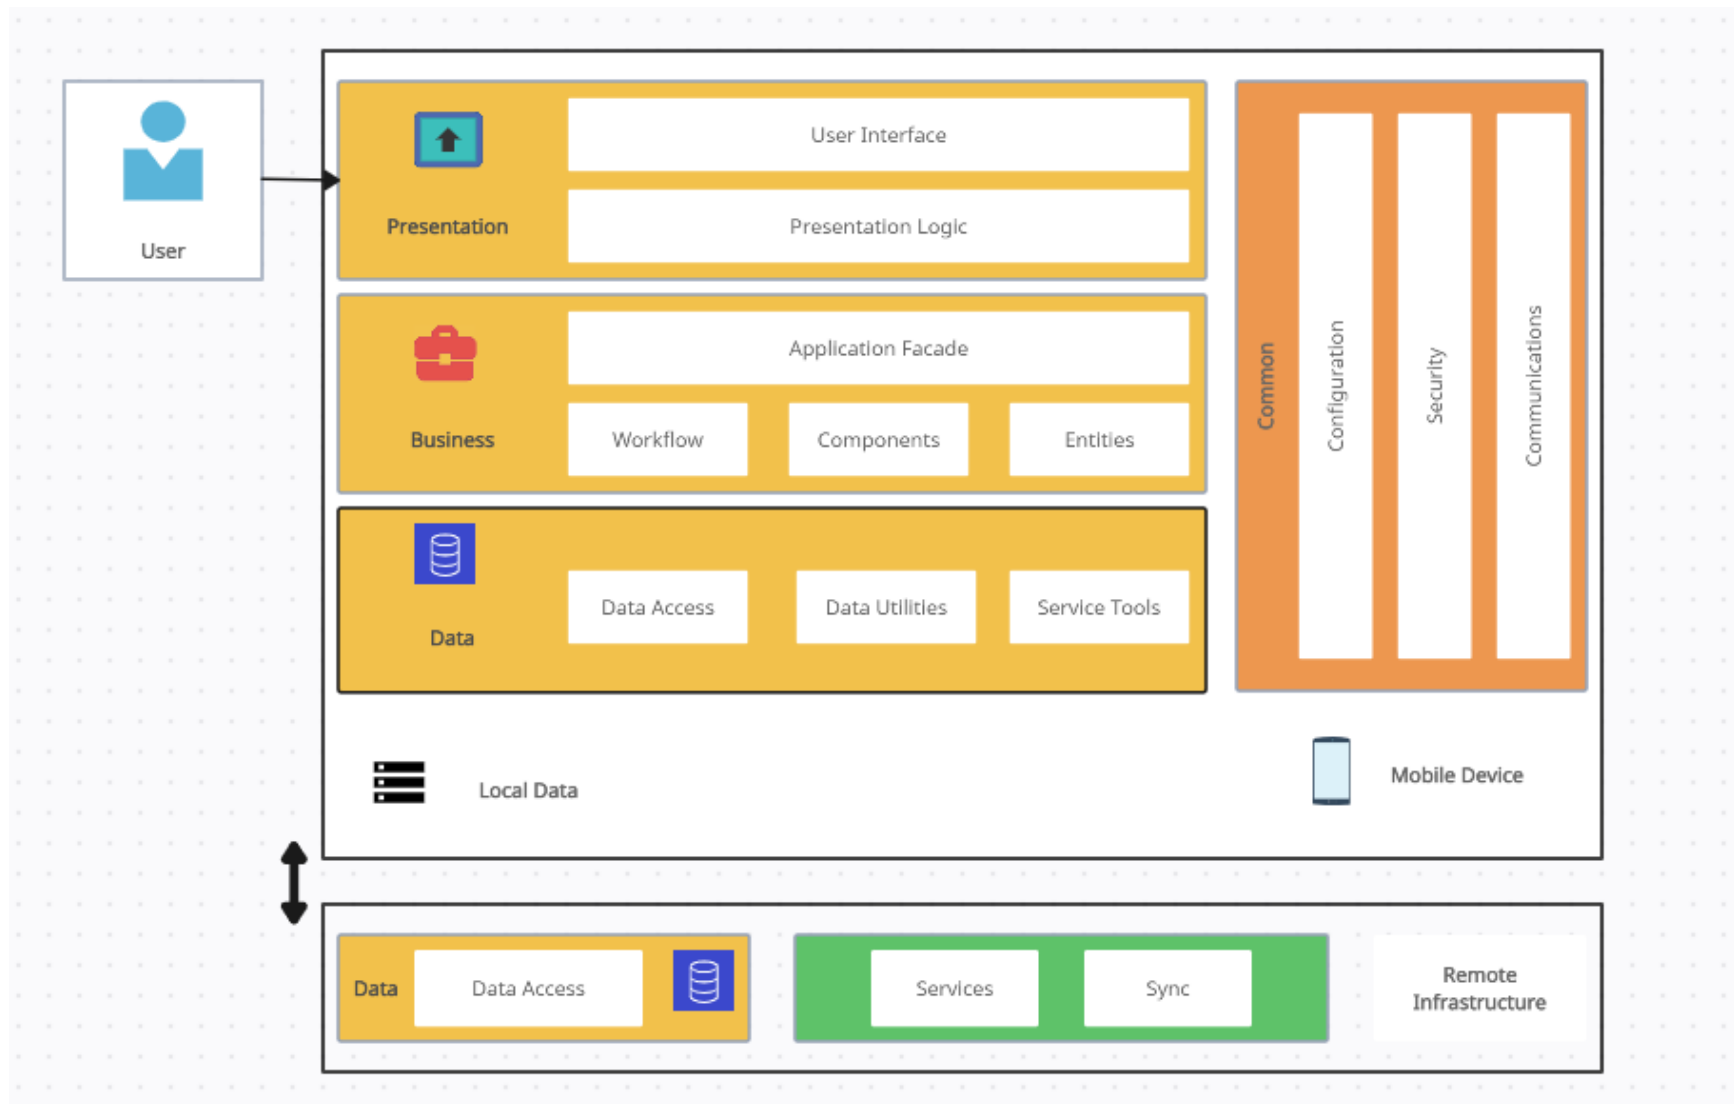 User
Presentation
User Interface
Presentation Logic
Business
Application Facade
Workflow
Components
Entities
Data
Data Access
Data Utilities
Service Tools
Common
Configuration
Security
Communications
Local Data
Mobile Device
Data
Data Access
Services
Sync
Remote
Infrastructure